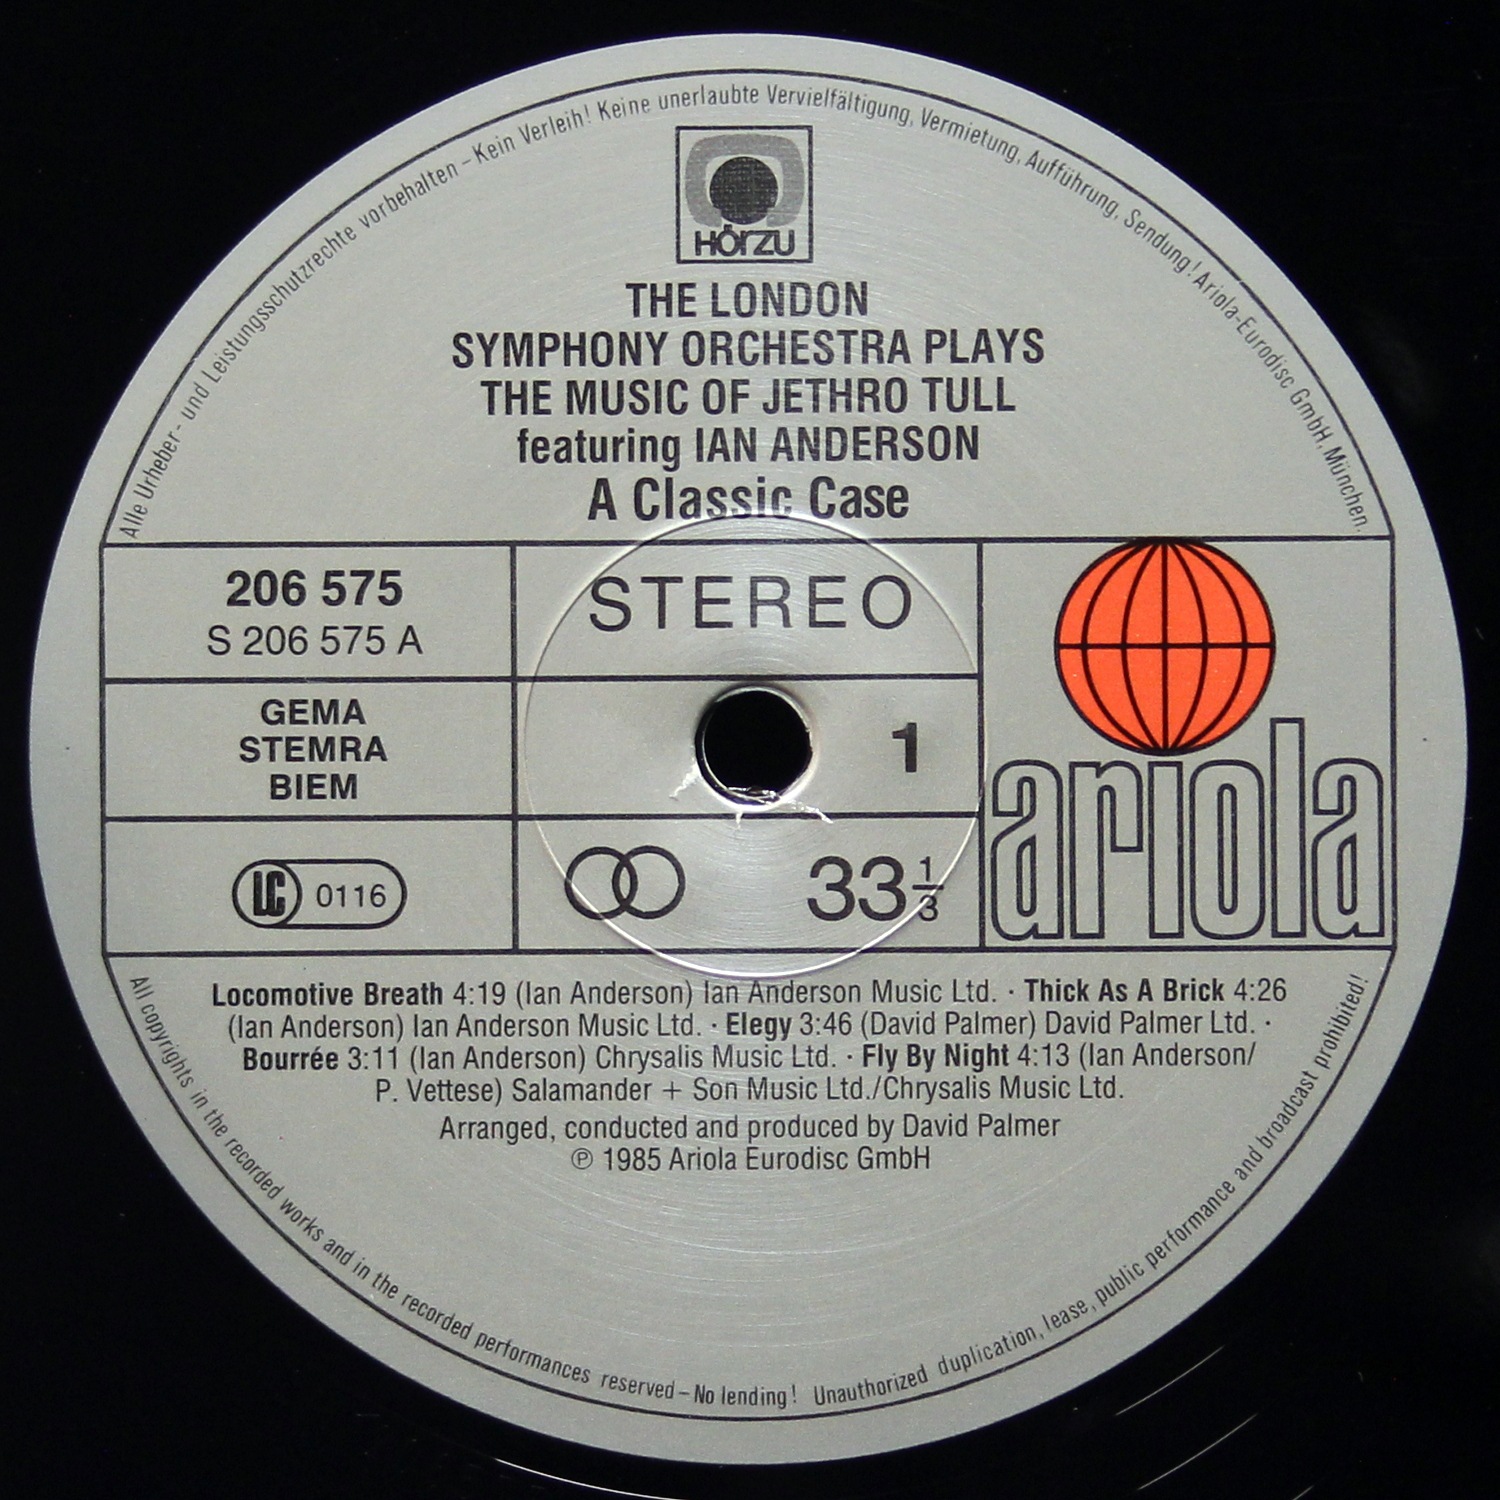 Alle Urheber- und Leistungsschutzrechte vorbehalten – Kein Verleih! Keine unerlaubte Vervielfältigung, Vermietung, Aufführung, Sendung! Ariola-Eurodisc GmbH, München.
HÖrZU
THE LONDON
SYMPHONY ORCHESTRA PLAYS
THE MUSIC OF JETHRO TULL
featuring IAN ANDERSON
A Classic Case
206 575
S 206 575 A
STEREO
GEMA
STEMRA
BIEM
1
LC 0116
33 1/3
ariola
Locomotive Breath 4:19 (Ian Anderson) Ian Anderson Music Ltd. · Thick As A Brick 4:26
(Ian Anderson) Ian Anderson Music Ltd. · Elegy 3:46 (David Palmer) David Palmer Ltd. ·
Bourrée 3:11 (Ian Anderson) Chrysalis Music Ltd. · Fly By Night 4:13 (Ian Anderson/
P. Vettese) Salamander + Son Music Ltd./Chrysalis Music Ltd.
Arranged, conducted and produced by David Palmer
℗ 1985 Ariola Eurodisc GmbH
All copyrights in the recorded works and in the recorded performances reserved – No lending! Unauthorized duplication, lease, public performance and broadcast prohibited!